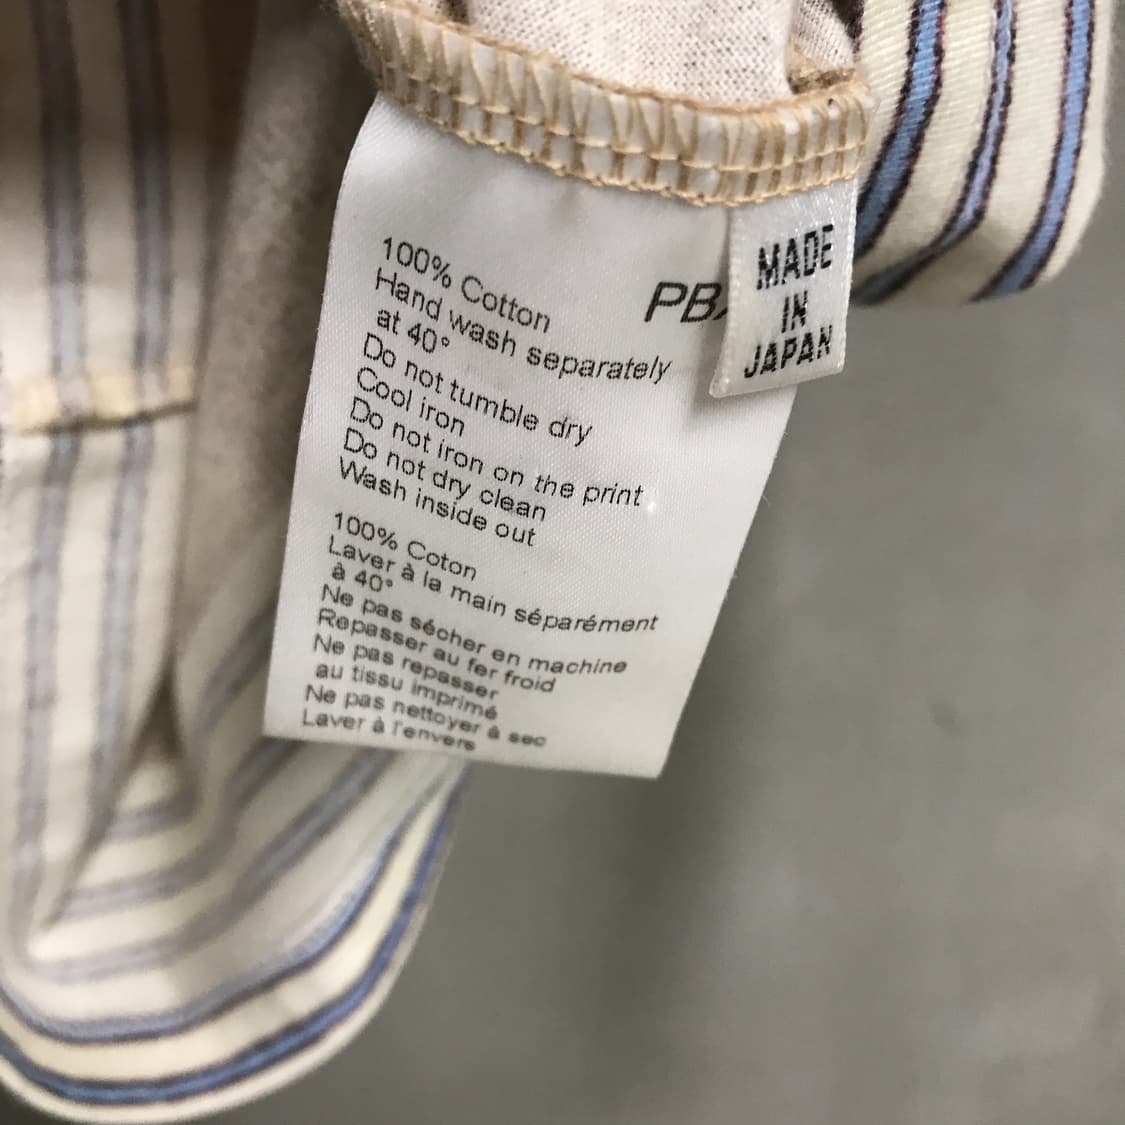 100% Cotton
Hand wash separately
at 40°
Do not tumble dry
Cool iron
Do not iron on the print
Do not dry clean
Wash inside out
100% Coton
Laver à la main séparément
à 40°
Ne pas sécher en machine
Repasser au fer froid
Ne pas repasser
au tissu imprimé
Ne pas nettoyer à sec
Laver à l'envers
MADE
IN
JAPAN